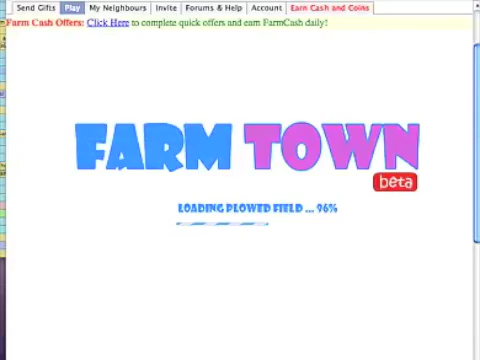 Send Gifts Play My Neighbours Invite Forums & Help Account Earn Cash and Coins
Farm Cash Offers: Click Here to complete quick offers and earn FarmCash daily!
FARM TOWN
beta
LOADING PLOWED FIELD ... 96%